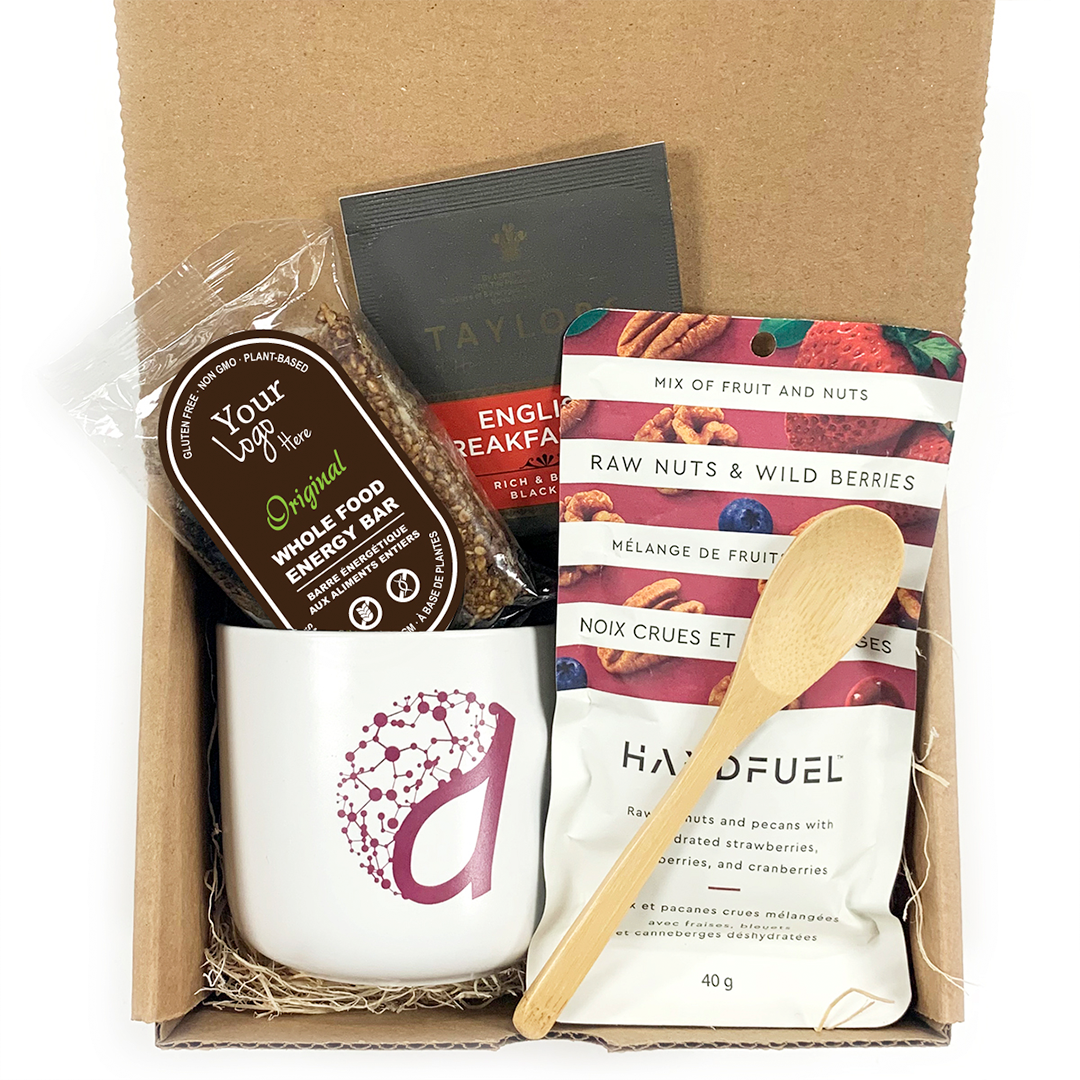 TAYLO
ENGLI
REAKFA
RICH & B
BLACK
GLUTEN FREE · NON GMO · PLANT-BASED
Your
Logo
Here
Original
WHOLE FOOD
ENERGY BAR
BARRE ÉNERGÉTIQUE
AUX ALIMENTS ENTIERS
GM · À BASE DE PLANTES
a
MIX OF FRUIT AND NUTS
RAW NUTS & WILD BERRIES
MÉLANGE DE FRUITS
NOIX CRUES ET GES
HANDFUEL™
Raw nuts and pecans with
drated strawberries,
berries, and cranberries
x et pacanes crues mélangées
avec fraises, bleuets
et canneberges déshydratées
40 g